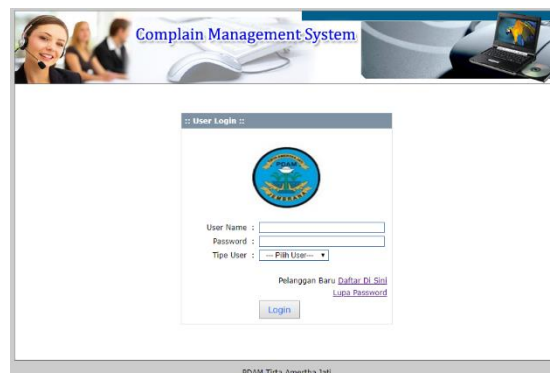 Complain Management System
:: User Login ::
PDAM
JEMBRANA
User Name :
Password :
Tipe User : --- Pilih User---
Pelanggan Baru Daftar Di Sini
Lupa Password
Login
PDAM Tirta Amertha Jati